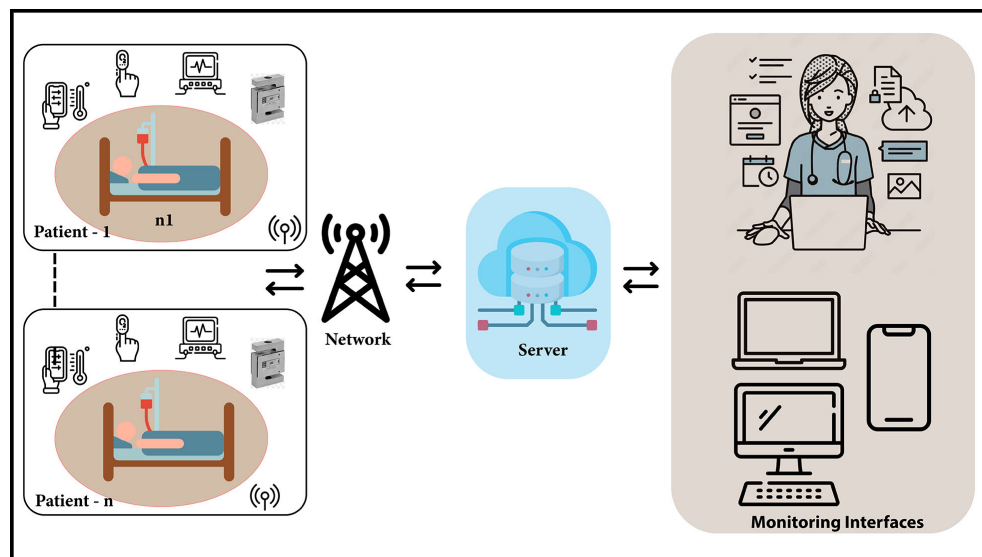 n1
Patient - 1
Patient - n
Network
Server
Monitoring Interfaces